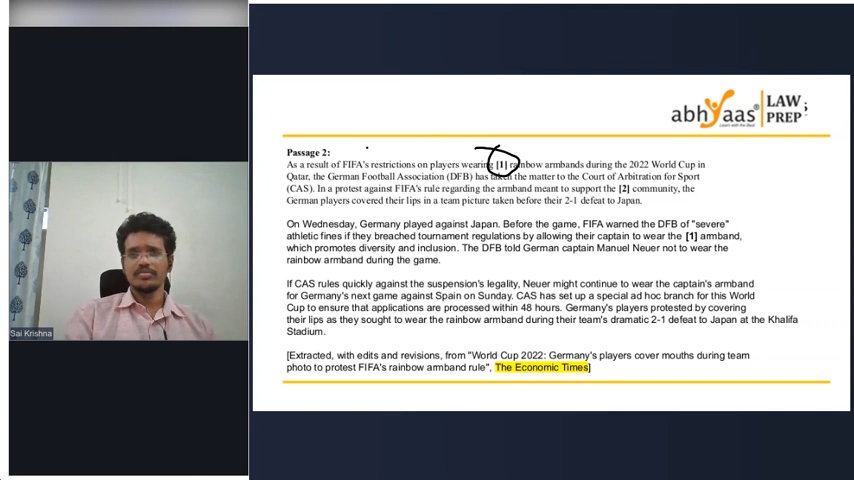 abhyaas
LAW
PREP
Learn with the Best
Passage 2:
As a result of FIFA's restrictions on players wearing [1] rainbow armbands during the 2022 World Cup in
Qatar, the German Football Association (DFB) has taken the matter to the Court of Arbitration for Sport
(CAS). In a protest against FIFA's rule regarding the armband meant to support the [2] community, the
German players covered their lips in a team picture taken before their 2-1 defeat to Japan.
On Wednesday, Germany played against Japan. Before the game, FIFA warned the DFB of "severe"
athletic fines if they breached tournament regulations by allowing their captain to wear the [1] armband,
which promotes diversity and inclusion. The DFB told German captain Manuel Neuer not to wear the
rainbow armband during the game.
If CAS rules quickly against the suspension's legality, Neuer might continue to wear the captain's armband
for Germany's next game against Spain on Sunday. CAS has set up a special ad hoc branch for this World
Cup to ensure that applications are processed within 48 hours. Germany's players protested by covering
their lips as they sought to wear the rainbow armband during their team's dramatic 2-1 defeat to Japan at the Khalifa
Stadium.
[Extracted, with edits and revisions, from "World Cup 2022: Germany's players cover mouths during team
photo to protest FIFA's rainbow armband rule", The Economic Times]
Sai Krishna